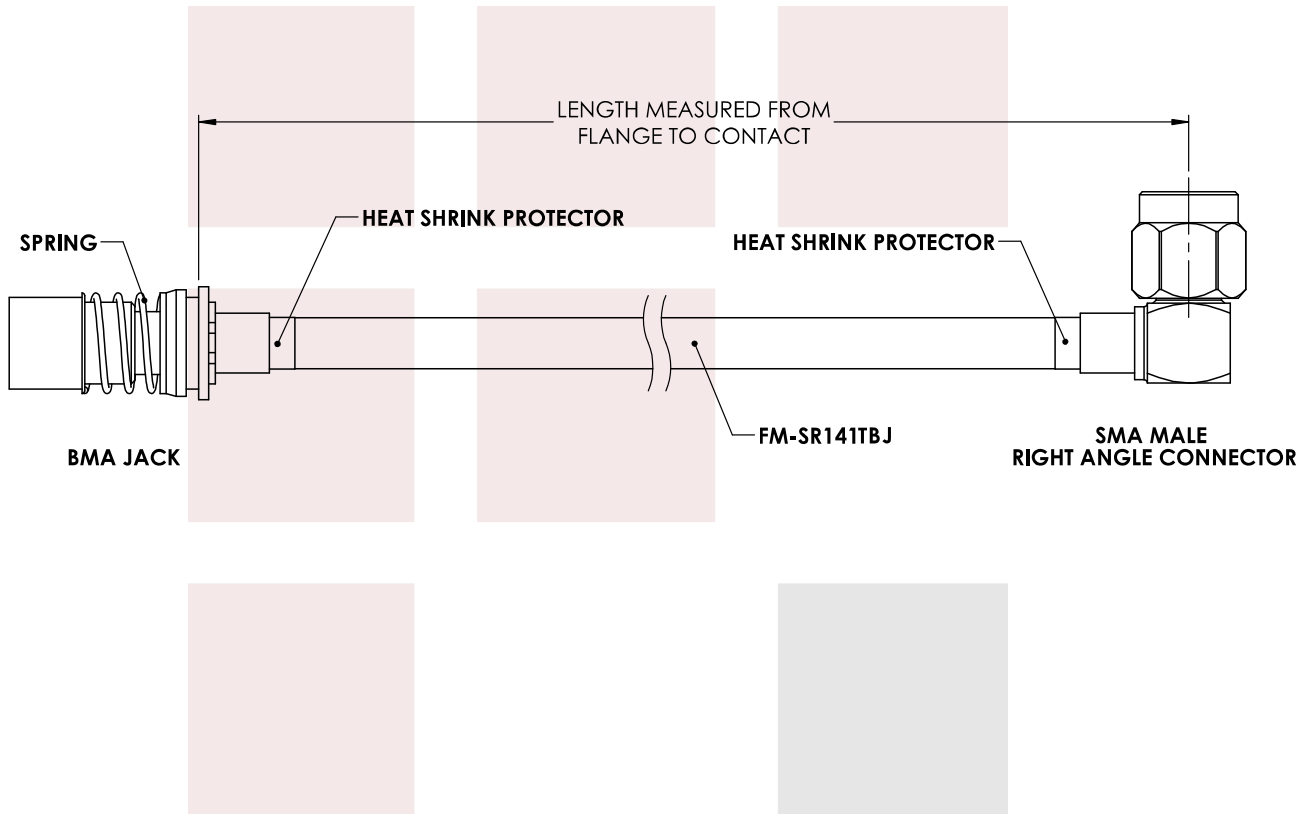 LENGTH MEASURED FROM
FLANGE TO CONTACT
HEAT SHRINK PROTECTOR
SPRING
HEAT SHRINK PROTECTOR
FM-SR141TBJ
BMA JACK
SMA MALE
RIGHT ANGLE CONNECTOR